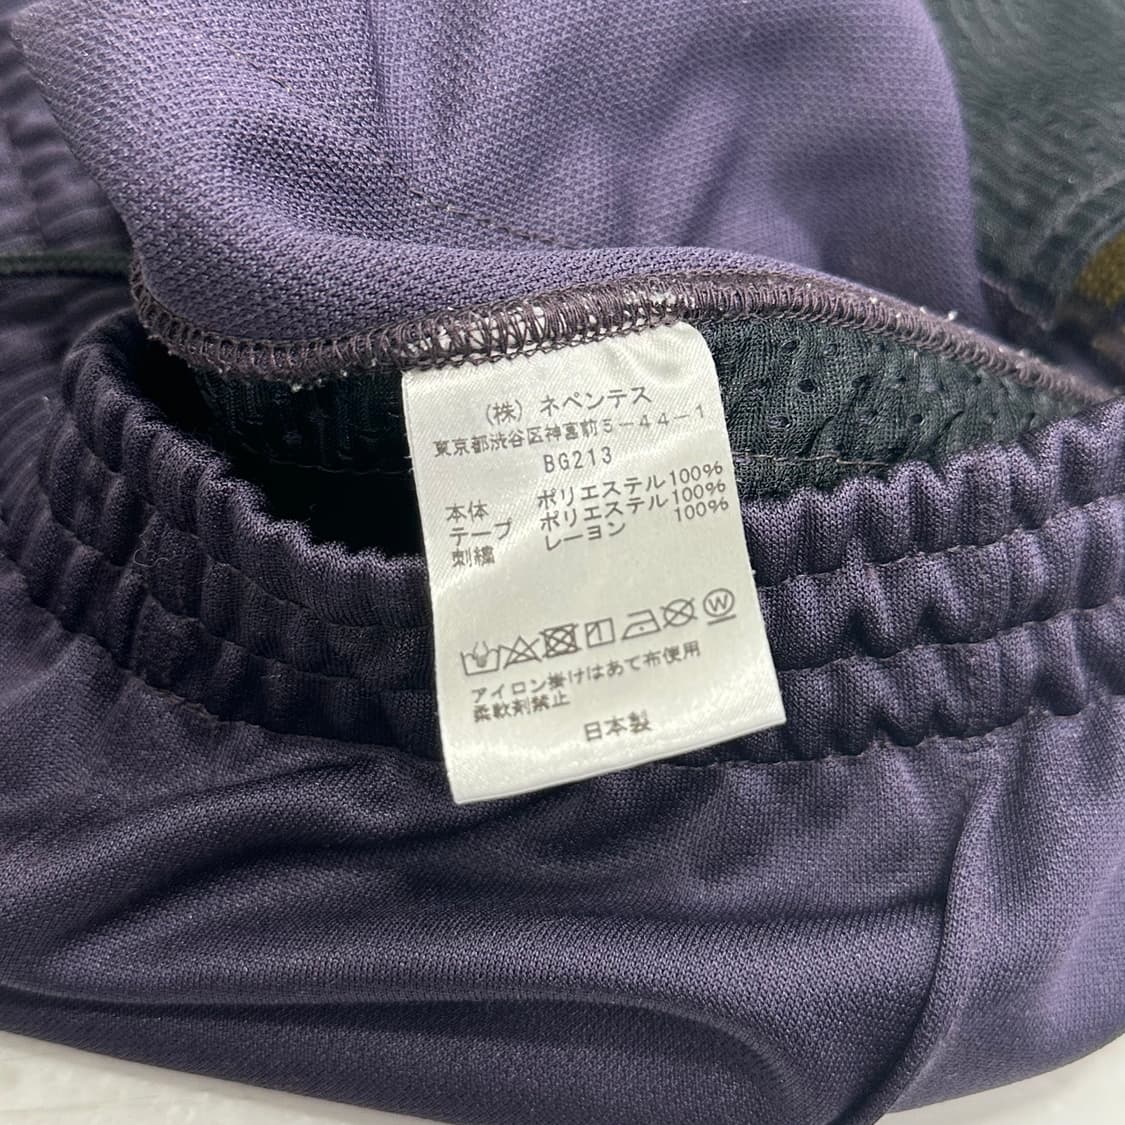 (株) ネペンテス
東京都渋谷区神宮前5-44-1
BG213
本体 ポリエステル100%
テープ ポリエステル100%
刺繍 レーヨン 100%
W
アイロン掛けはあて布使用
柔軟剤禁止
日本製